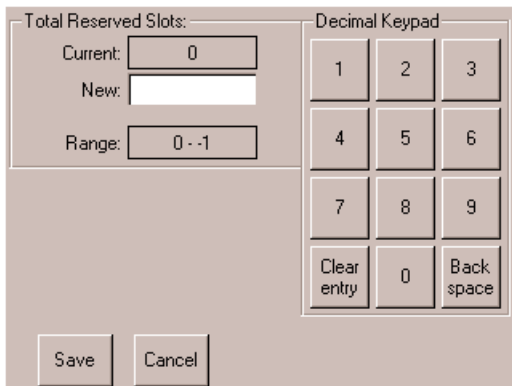 Total Reserved Slots:
Current: 0
New:
Range: 0 - -1
Decimal Keypad
1 2 3
4 5 6
7 8 9
Clear entry 0 Back space
Save Cancel